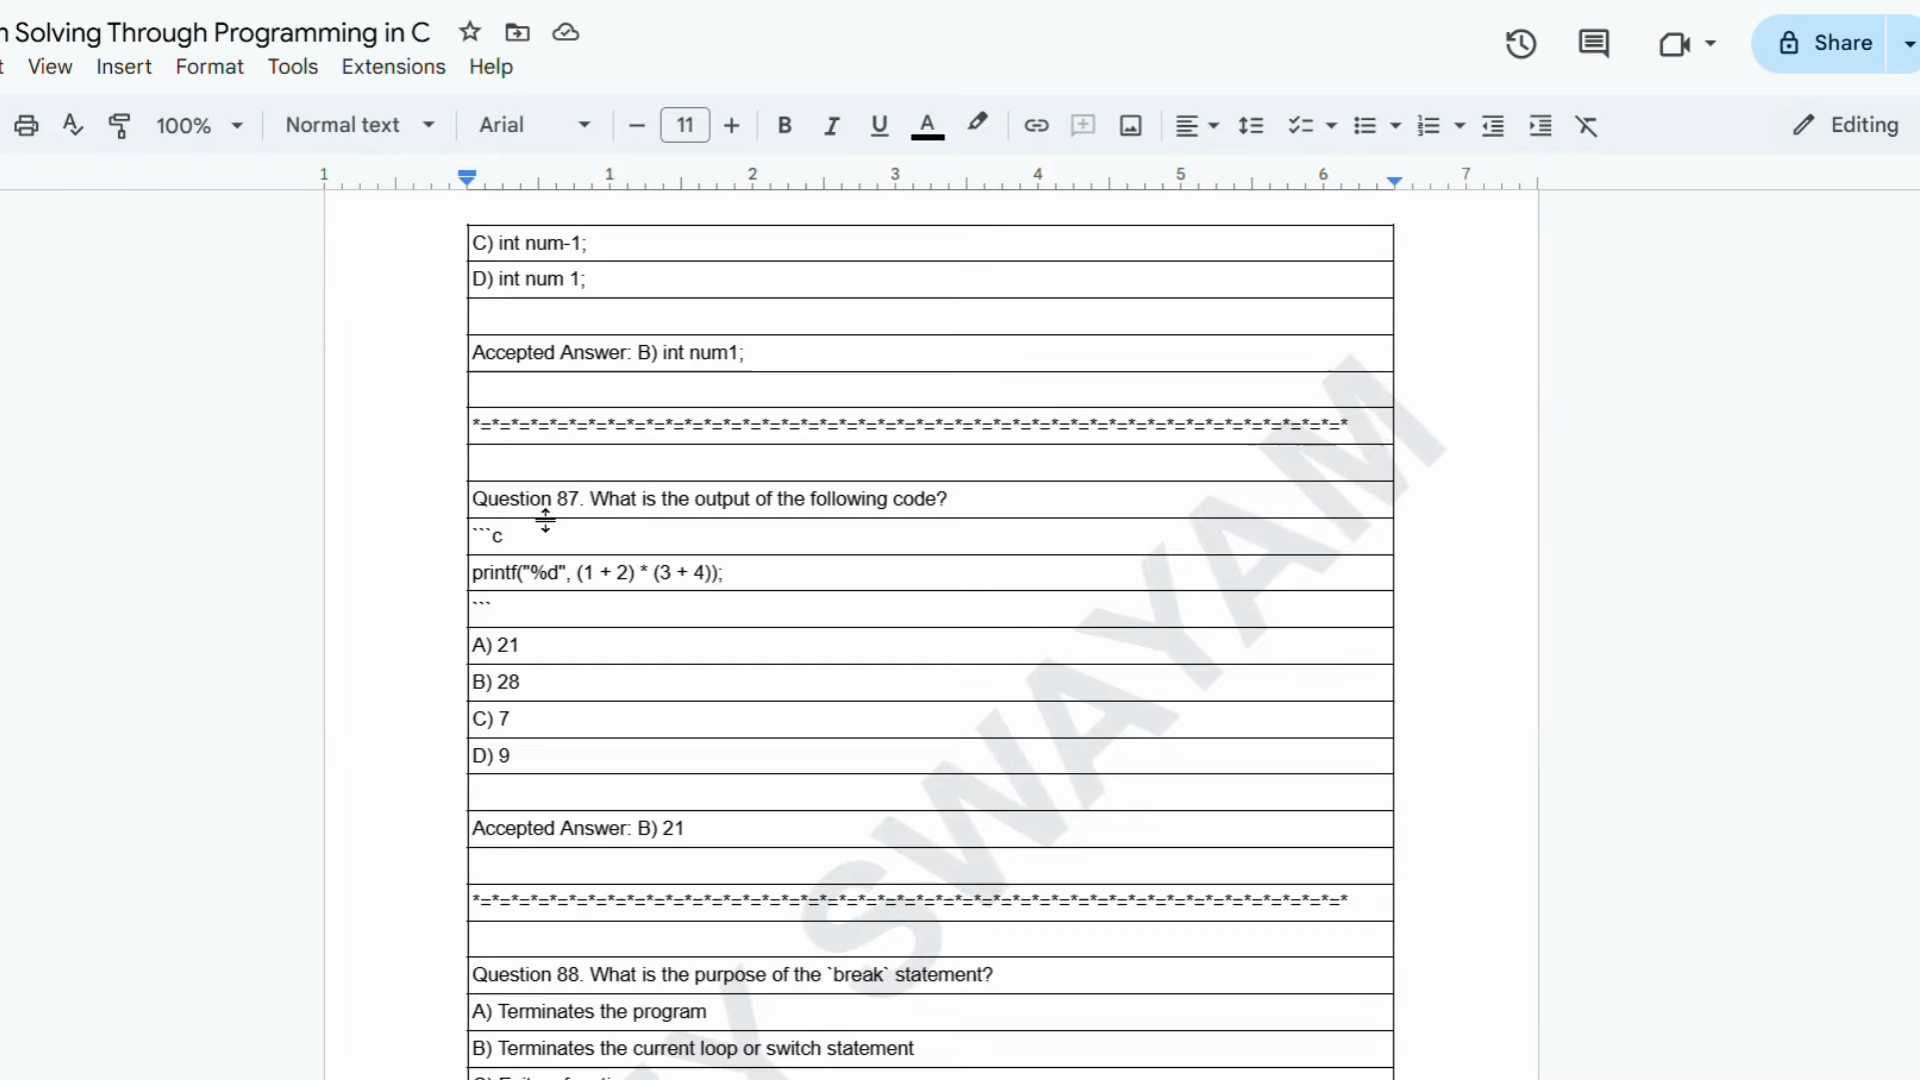 n Solving Through Programming in C
t View Insert Format Tools Extensions Help
Share
100% Normal text Arial 11 B I U A Editing
1 1 2 3 4 5 6 7
C) int num-1;
D) int num 1;
Accepted Answer: B) int num1;
*=*=*=*=*=*=*=*=*=*=*=*=*=*=*=*=*=*=*=*=*=*=*=*=*=*=*=*=*=*=*=*=*=*=*=*=*=*=*=*=*=*=*=*=*=*
Question 87. What is the output of the following code?
```c
printf("%d", (1 + 2) * (3 + 4));
```
A) 21
B) 28
C) 7
D) 9
Accepted Answer: B) 21
*=*=*=*=*=*=*=*=*=*=*=*=*=*=*=*=*=*=*=*=*=*=*=*=*=*=*=*=*=*=*=*=*=*=*=*=*=*=*=*=*=*=*=*=*=*
Question 88. What is the purpose of the `break` statement?
A) Terminates the program
B) Terminates the current loop or switch statement
Y SWAYAM